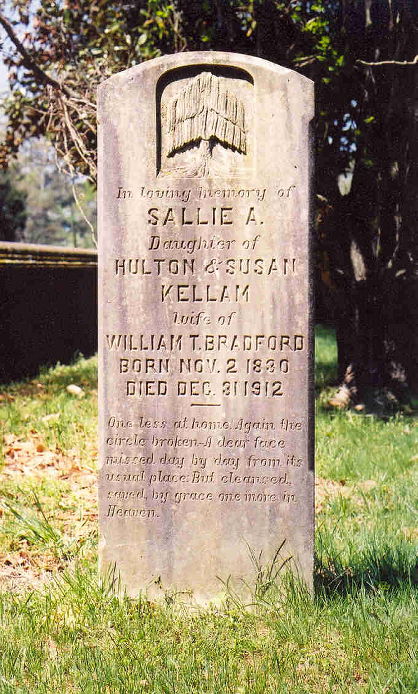 In loving memory of
SALLIE A.
Daughter of
HULTON & SUSAN
KELLAM
wife of
WILLIAM T. BRADFORD
BORN NOV. 2 1830
DIED DEC. 31 1912
One less at home. Again the
circle broken-A dear face
missed day by day from its
usual place: But cleansed,
saved, by grace one more in
Heaven.